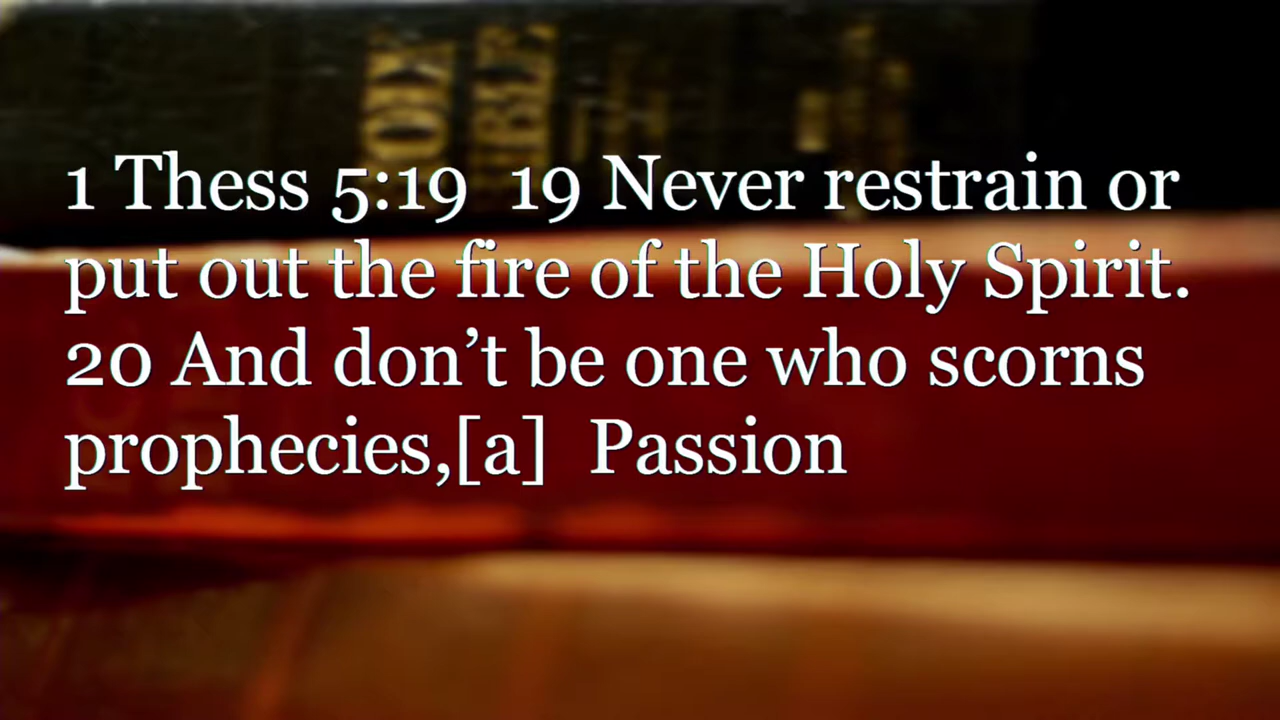 1 Thess 5:19  19 Never restrain or
put out the fire of the Holy Spirit.
20 And don’t be one who scorns
prophecies,[a]  Passion